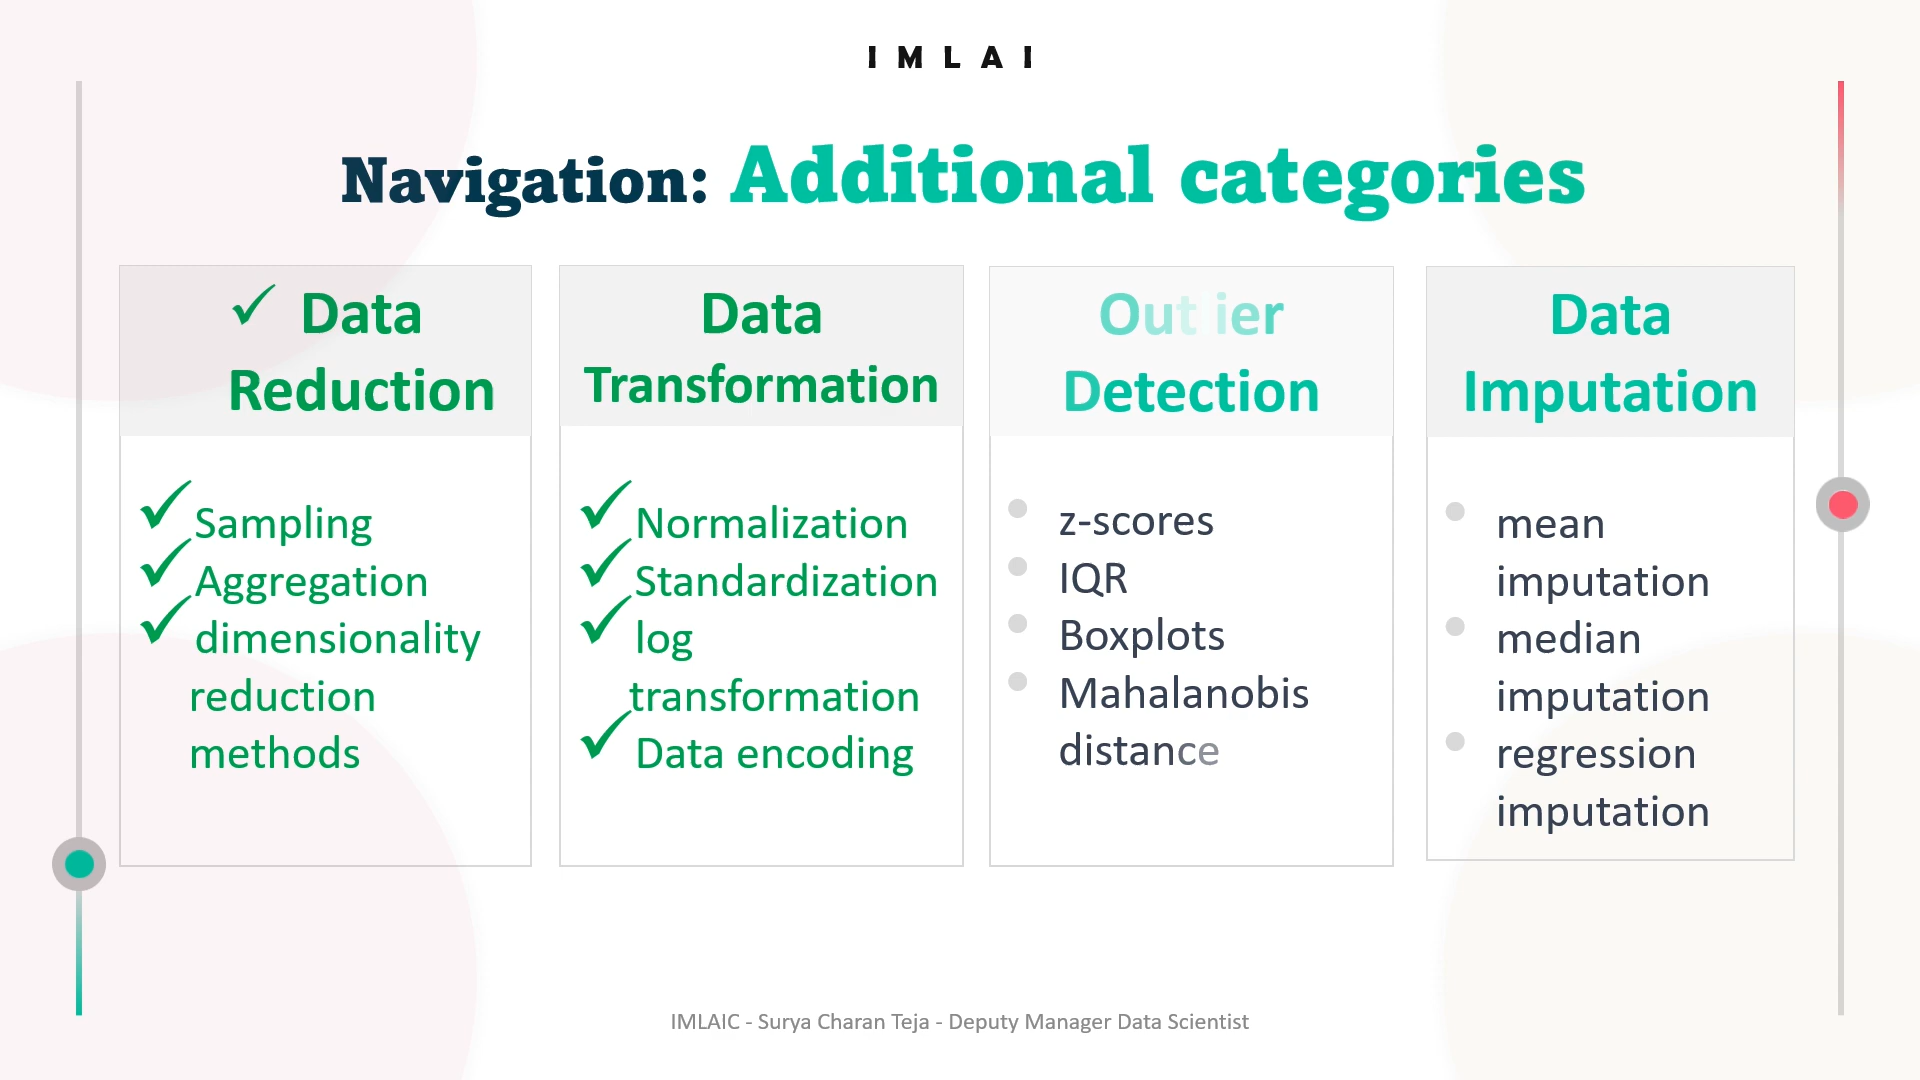 IMLAI
Navigation: Additional categories
✓ Data
Reduction
✓ Sampling
✓ Aggregation
✓ dimensionality
reduction
methods
Data
Transformation
✓ Normalization
✓ Standardization
✓ log
transformation
✓ Data encoding
Outlier
Detection
• z-scores
• IQR
• Boxplots
• Mahalanobis
distance
Data
Imputation
• mean
imputation
• median
imputation
• regression
imputation
IMLAIC - Surya Charan Teja - Deputy Manager Data Scientist